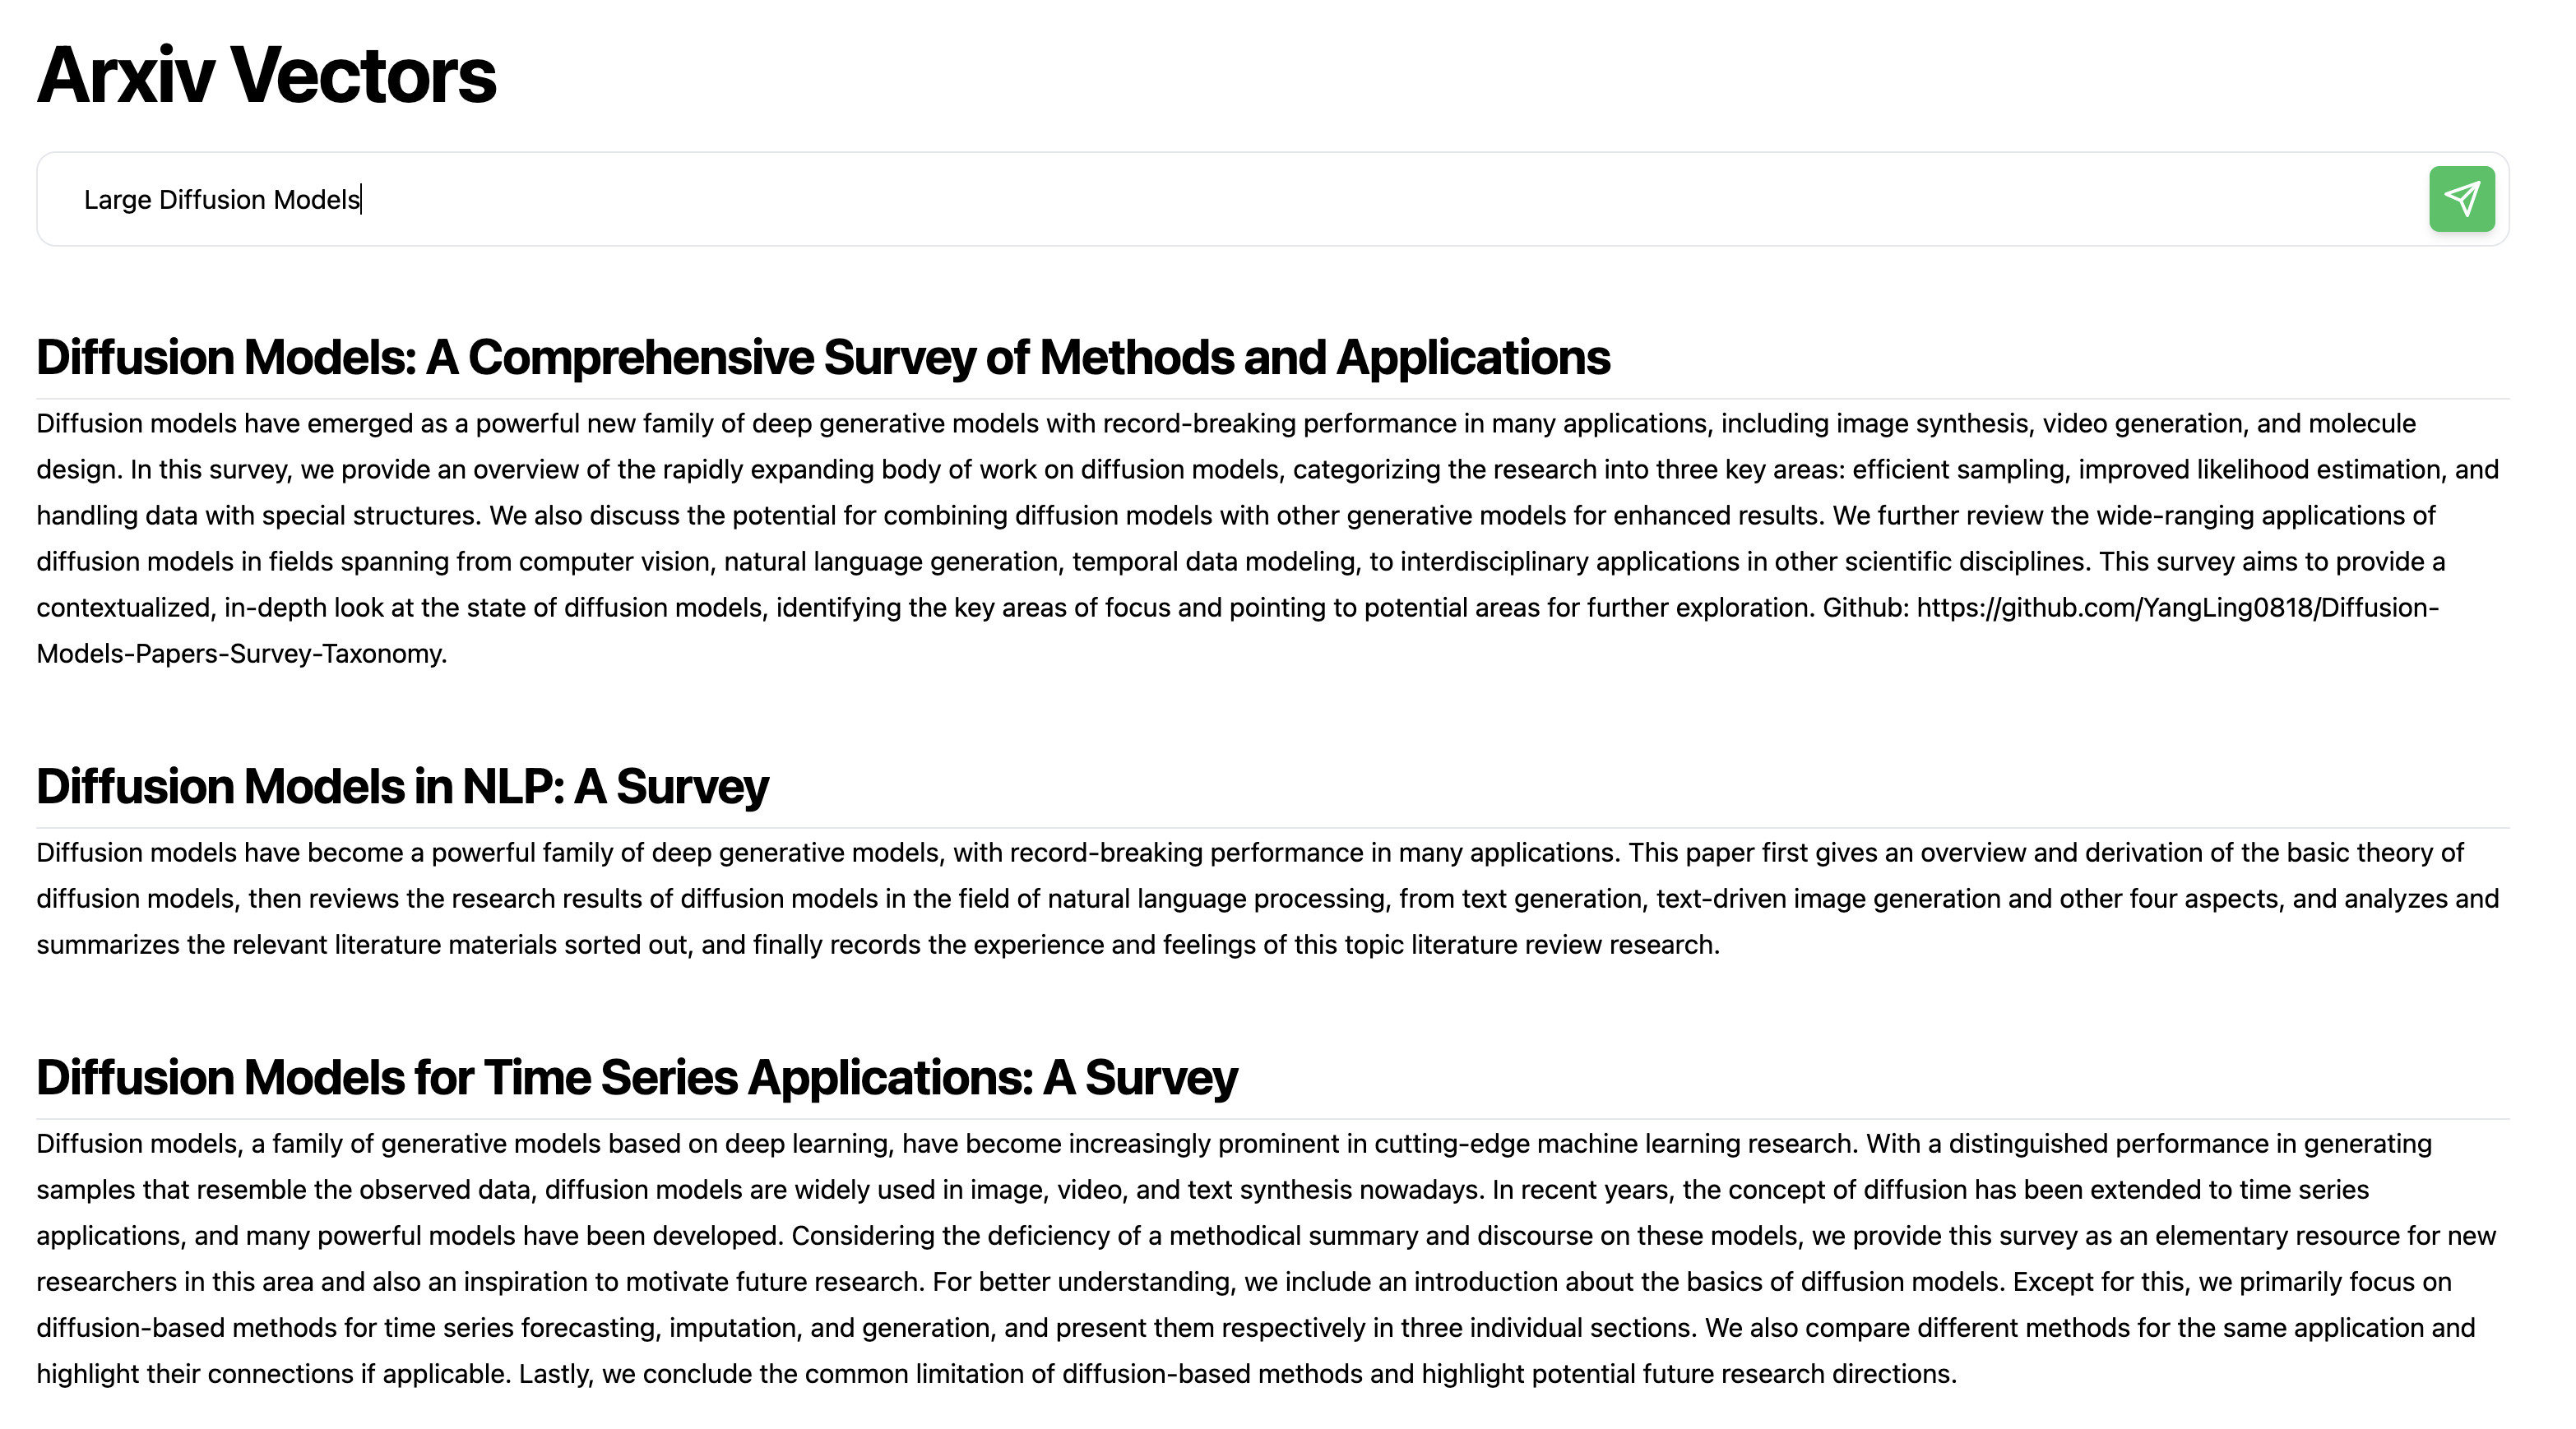 Arxiv Vectors
Large Diffusion Models
Diffusion Models: A Comprehensive Survey of Methods and Applications
Diffusion models have emerged as a powerful new family of deep generative models with record-breaking performance in many applications, including image synthesis, video generation, and molecule
design. In this survey, we provide an overview of the rapidly expanding body of work on diffusion models, categorizing the research into three key areas: efficient sampling, improved likelihood estimation, and
handling data with special structures. We also discuss the potential for combining diffusion models with other generative models for enhanced results. We further review the wide-ranging applications of
diffusion models in fields spanning from computer vision, natural language generation, temporal data modeling, to interdisciplinary applications in other scientific disciplines. This survey aims to provide a
contextualized, in-depth look at the state of diffusion models, identifying the key areas of focus and pointing to potential areas for further exploration. Github: https://github.com/YangLing0818/Diffusion-
Models-Papers-Survey-Taxonomy.
Diffusion Models in NLP: A Survey
Diffusion models have become a powerful family of deep generative models, with record-breaking performance in many applications. This paper first gives an overview and derivation of the basic theory of
diffusion models, then reviews the research results of diffusion models in the field of natural language processing, from text generation, text-driven image generation and other four aspects, and analyzes and
summarizes the relevant literature materials sorted out, and finally records the experience and feelings of this topic literature review research.
Diffusion Models for Time Series Applications: A Survey
Diffusion models, a family of generative models based on deep learning, have become increasingly prominent in cutting-edge machine learning research. With a distinguished performance in generating
samples that resemble the observed data, diffusion models are widely used in image, video, and text synthesis nowadays. In recent years, the concept of diffusion has been extended to time series
applications, and many powerful models have been developed. Considering the deficiency of a methodical summary and discourse on these models, we provide this survey as an elementary resource for new
researchers in this area and also an inspiration to motivate future research. For better understanding, we include an introduction about the basics of diffusion models. Except for this, we primarily focus on
diffusion-based methods for time series forecasting, imputation, and generation, and present them respectively in three individual sections. We also compare different methods for the same application and
highlight their connections if applicable. Lastly, we conclude the common limitation of diffusion-based methods and highlight potential future research directions.